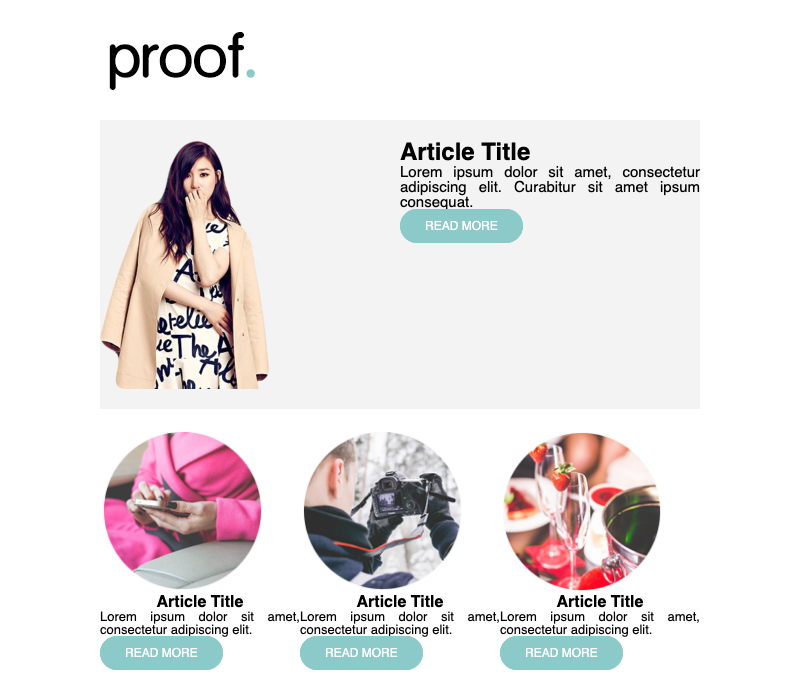 proof.
Article Title
Lorem ipsum dolor sit amet, consectetur
adipiscing elit. Curabitur sit amet ipsum
consequat.
READ MORE
Article Title
Lorem ipsum dolor sit amet,
consectetur adipiscing elit.
READ MORE
Article Title
Lorem ipsum dolor sit amet,
consectetur adipiscing elit.
READ MORE
Article Title
Lorem ipsum dolor sit amet,
consectetur adipiscing elit.
READ MORE